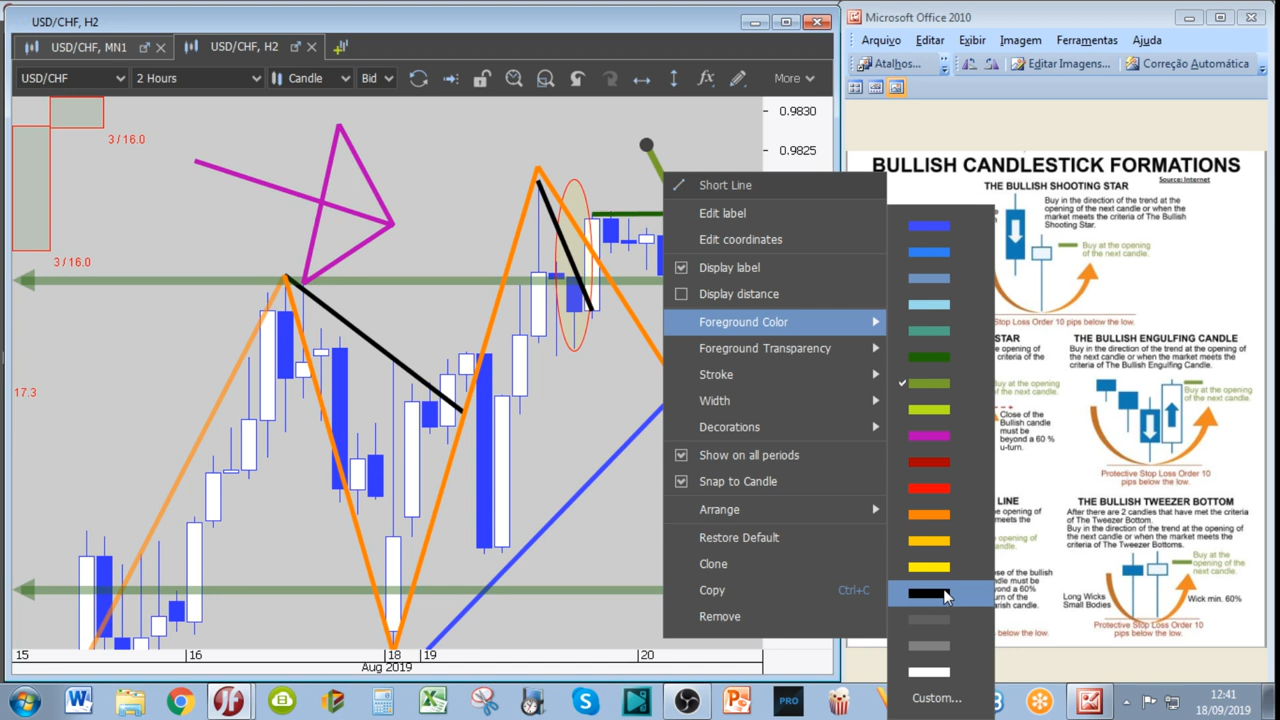 USD/CHF, H2
USD/CHF, MN1
USD/CHF, H2
USD/CHF
2 Hours
Candle
Bid
More
0.9830
0.9825
3 / 16.0
3 / 16.0
17.3
15
16
18
19
20
Aug 2019
Short Line
Edit label
Edit coordinates
Display label
Display distance
Foreground Color
Foreground Transparency
Stroke
Width
Decorations
Show on all periods
Snap to Candle
Arrange
Restore Default
Clone
Copy Ctrl+C
Remove
Custom...
Microsoft Office 2010
Arquivo Editar Exibir Imagem Ferramentas Ajuda
Atalhos... Editar Imagens... Correção Automática
BULLISH CANDLESTICK FORMATIONS
Source: Internet
THE BULLISH SHOOTING STAR
Buy in the direction of the trend at the
opening of the next candle or when the
market meets the criteria of The Bullish
Shooting Star.
Buy at the opening
of the next candle.
Stop Loss Order 10 pips below the low.
STAR
at the
criteria of the
Buy at the opening
of the next candle.
Close of the
Bullish candle
must be
beyond a 60 %
u-turn.
THE BULLISH ENGULFING CANDLE
Buy in the direction of the trend at the opening of the
next candle or when the market meets the
criteria of The Bullish Engulfing Candle.
Buy at the opening
of the next candle.
Protective Stop Loss Order 10
pips below the low.
LINE
THE BULLISH TWEEZER BOTTOM
After there are 2 candles that have met the criteria
of The Tweezer Bottom.
Buy in the direction of the trend at the opening of the
next candle or when the market meets the
criteria of The Bullish Tweezer Bottoms.
Buy at the opening
of the next candle.
Long Wicks
Small Bodies
Wick min. 60%
Protective Stop Loss Order 10
pips below the low.
PRO
12:41
18/09/2019